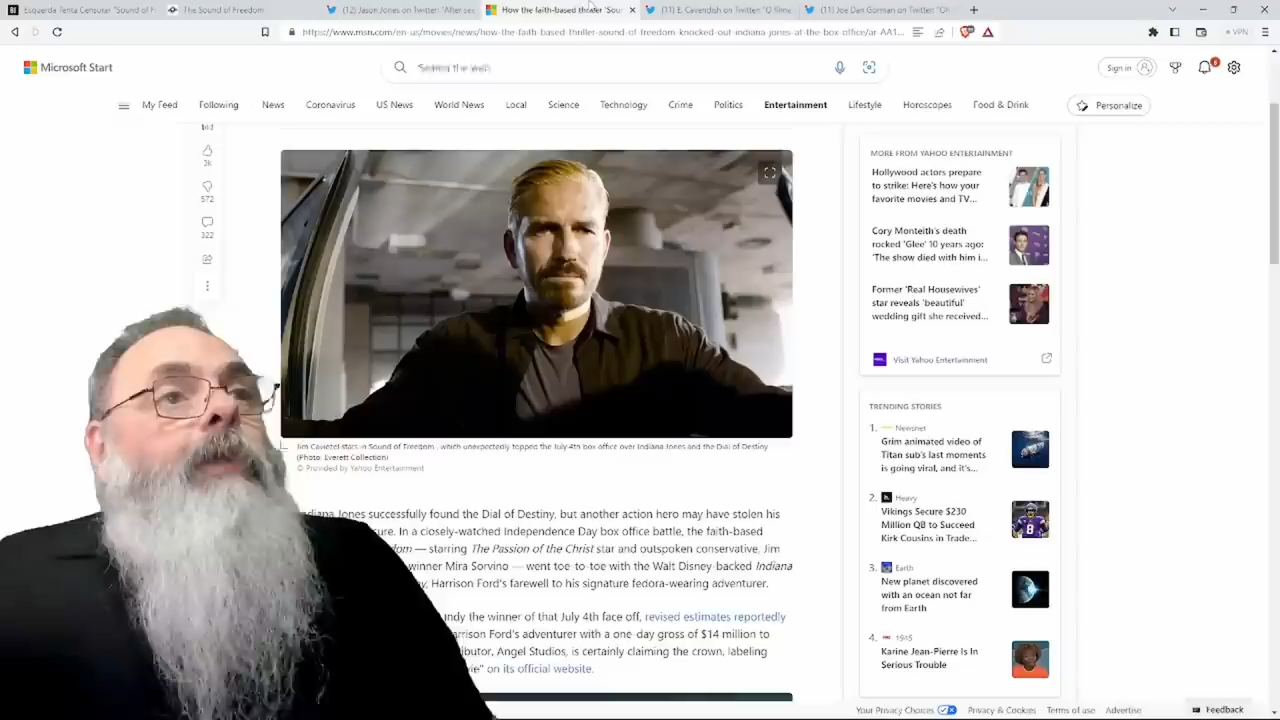 Esquerda Tenta Censurar "Sound of F
The Sound of Freedom
(12) Jason Jones on Twitter: "After see
How the faith-based thriller 'Sou
(11) E. Cavendish on Twitter: "Q films
(11) Joe Dan Gorman on Twitter: "Oh
https://www.msn.com/en-us/movies/news/how-the-faith-based-thriller-sound-of-freedom-knocked-out-indiana-jones-at-the-box-office/ar-AA1...
VPN
Microsoft Start
Search the web
Sign in
6
My Feed
Following
News
Coronavirus
US News
World News
Local
Science
Technology
Crime
Politics
Entertainment
Lifestyle
Horoscopes
Food & Drink
Personalize
2k
572
322
Jim Caviezel stars in Sound of Freedom , which unexpectedly topped the July 4th box office over Indiana Jones and the Dial of Destiny
(Photo: Everett Collection)
© Provided by Yahoo Entertainment
ndiana Jones successfully found the Dial of Destiny, but another action hero may have stolen his
sure. In a closely-watched Independence Day box office battle, the faith-based
dom — starring The Passion of the Christ star and outspoken conservative, Jim
winner Mira Sorvino — went toe-to-toe with the Walt Disney-backed Indiana
y, Harrison Ford's farewell to his signature fedora-wearing adventurer.
ndy the winner of that July 4th face off, revised estimates reportedly
arrison Ford's adventure with a one-day gross of $14 million to
ibutor, Angel Studios, is certainly claiming the crown, labeling
vie" on its official website.
MORE FROM YAHOO ENTERTAINMENT
Hollywood actors prepare
to strike: Here's how your
favorite movies and TV...
Cory Monteith's death
rocked 'Glee' 10 years ago:
'The show died with him i...
Former 'Real Housewives'
star reveals 'beautiful'
wedding gift she received...
Visit Yahoo Entertainment
TRENDING STORIES
1. Newsnet
Grim animated video of
Titan sub's last moments
is going viral, and it's...
2. Heavy
Vikings Secure $230
Million QB to Succeed
Kirk Cousins in Trade...
3. Earth
New planet discovered
with an ocean not far
from Earth
4. 1945
Karine Jean-Pierre Is In
Serious Trouble
Your Privacy Choices
Privacy & Cookies
Terms of use
Advertise
Feedback